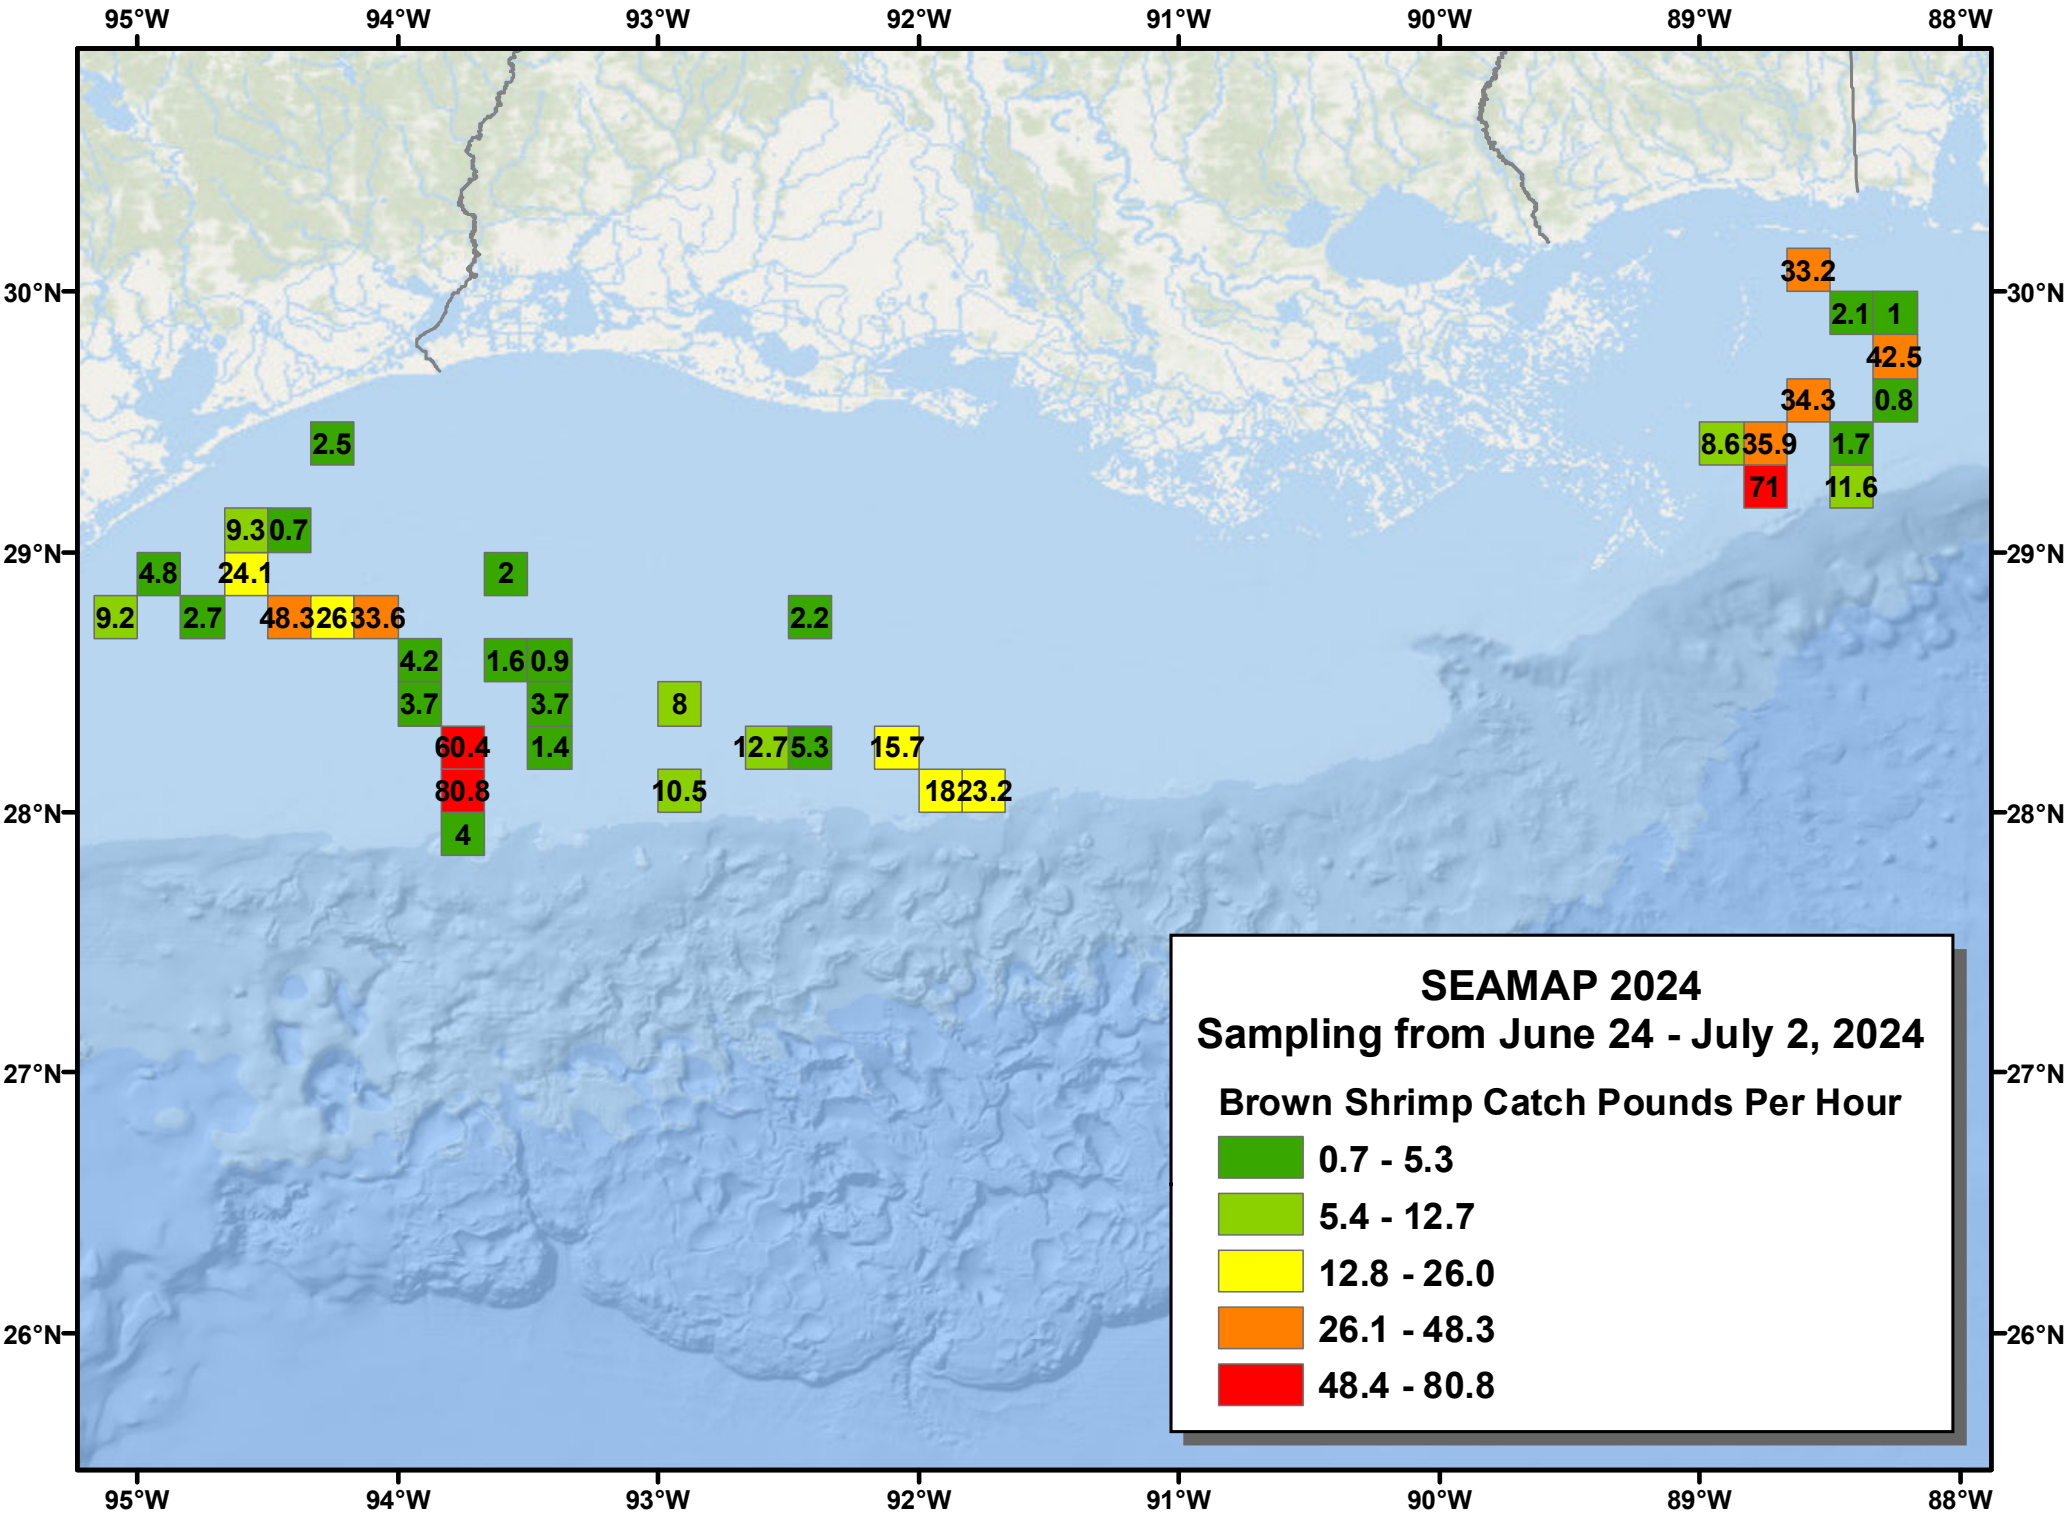 95°W 94°W 93°W 92°W 91°W 90°W 89°W 88°W
33.2
30°N 30°N
2.1 1
42.5
34.3 0.8
2.5 8.6 35.9 1.7
71 11.6
9.3 0.7
29°N 29°N
4.8 24.1 2
9.2 2.7 48.3 26 33.6 2.2
4.2 1.6 0.9
3.7 3.7 8
60.4 1.4 12.7 5.3 15.7
80.8 10.5 18 23.2
28°N 28°N
4
SEAMAP 2024
Sampling from June 24 - July 2, 2024
27°N 27°N
Brown Shrimp Catch Pounds Per Hour
0.7 - 5.3
5.4 - 12.7
12.8 - 26.0
26.1 - 48.3
26°N 26°N
48.4 - 80.8
95°W 94°W 93°W 92°W 91°W 90°W 89°W 88°W